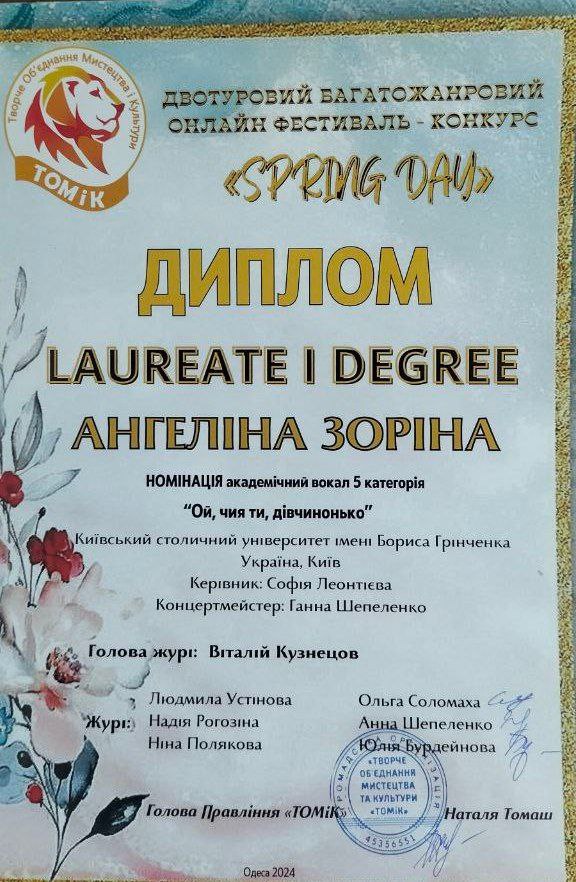 Творче Об'єднання Мистецтва і Культури
ТОМіК
ДВОТУРОВИЙ БАГАТОЖАНРОВИЙ
ОНЛАЙН ФЕСТИВАЛЬ - КОНКУРС
«SPRING DAY»
ДИПЛОМ
LAUREATE I DEGREE
АНГЕЛІНА ЗОРІНА
НОМІНАЦІЯ академічний вокал 5 категорія
“Ой, чия ти, дівчинонько”
Київський столичний університет імені Бориса Грінченка
Україна, Київ
Керівник: Софія Леонтієва
Концертмейстер: Ганна Шепеленко
Голова журі: Віталій Кузнецов
Людмила Устінова
Журі: Надія Рогозіна
Ніна Полякова
Ольга Соломаха
Анна Шепеленко
Юлія Бурдейнова
ГРОМАДСЬКА ОРГАНІЗАЦІЯ
«ТВОРЧЕ
ОБ'ЄДНАННЯ
МИСТЕЦТВА
ТА КУЛЬТУРИ
«ТОМіК»
45356551
Голова Правління «ТОМіК»
Наталя Томаш
Одеса 2024